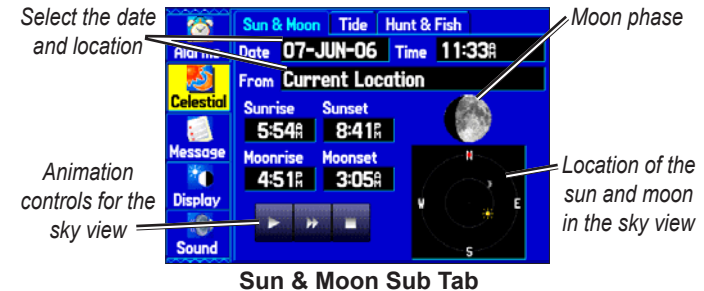 Select the date
and location
Moon phase
Sun & Moon Tide Hunt & Fish
Alarms
Date 07-JUN-06 Time 11:33A
From Current Location
Celestial
Sunrise Sunset
5:54A 8:41P
Message
Moonrise Moonset
4:51P 3:05A
Display
Sound
N
W E
S
Animation
controls for the
sky view
Location of the
sun and moon
in the sky view
Sun & Moon Sub Tab